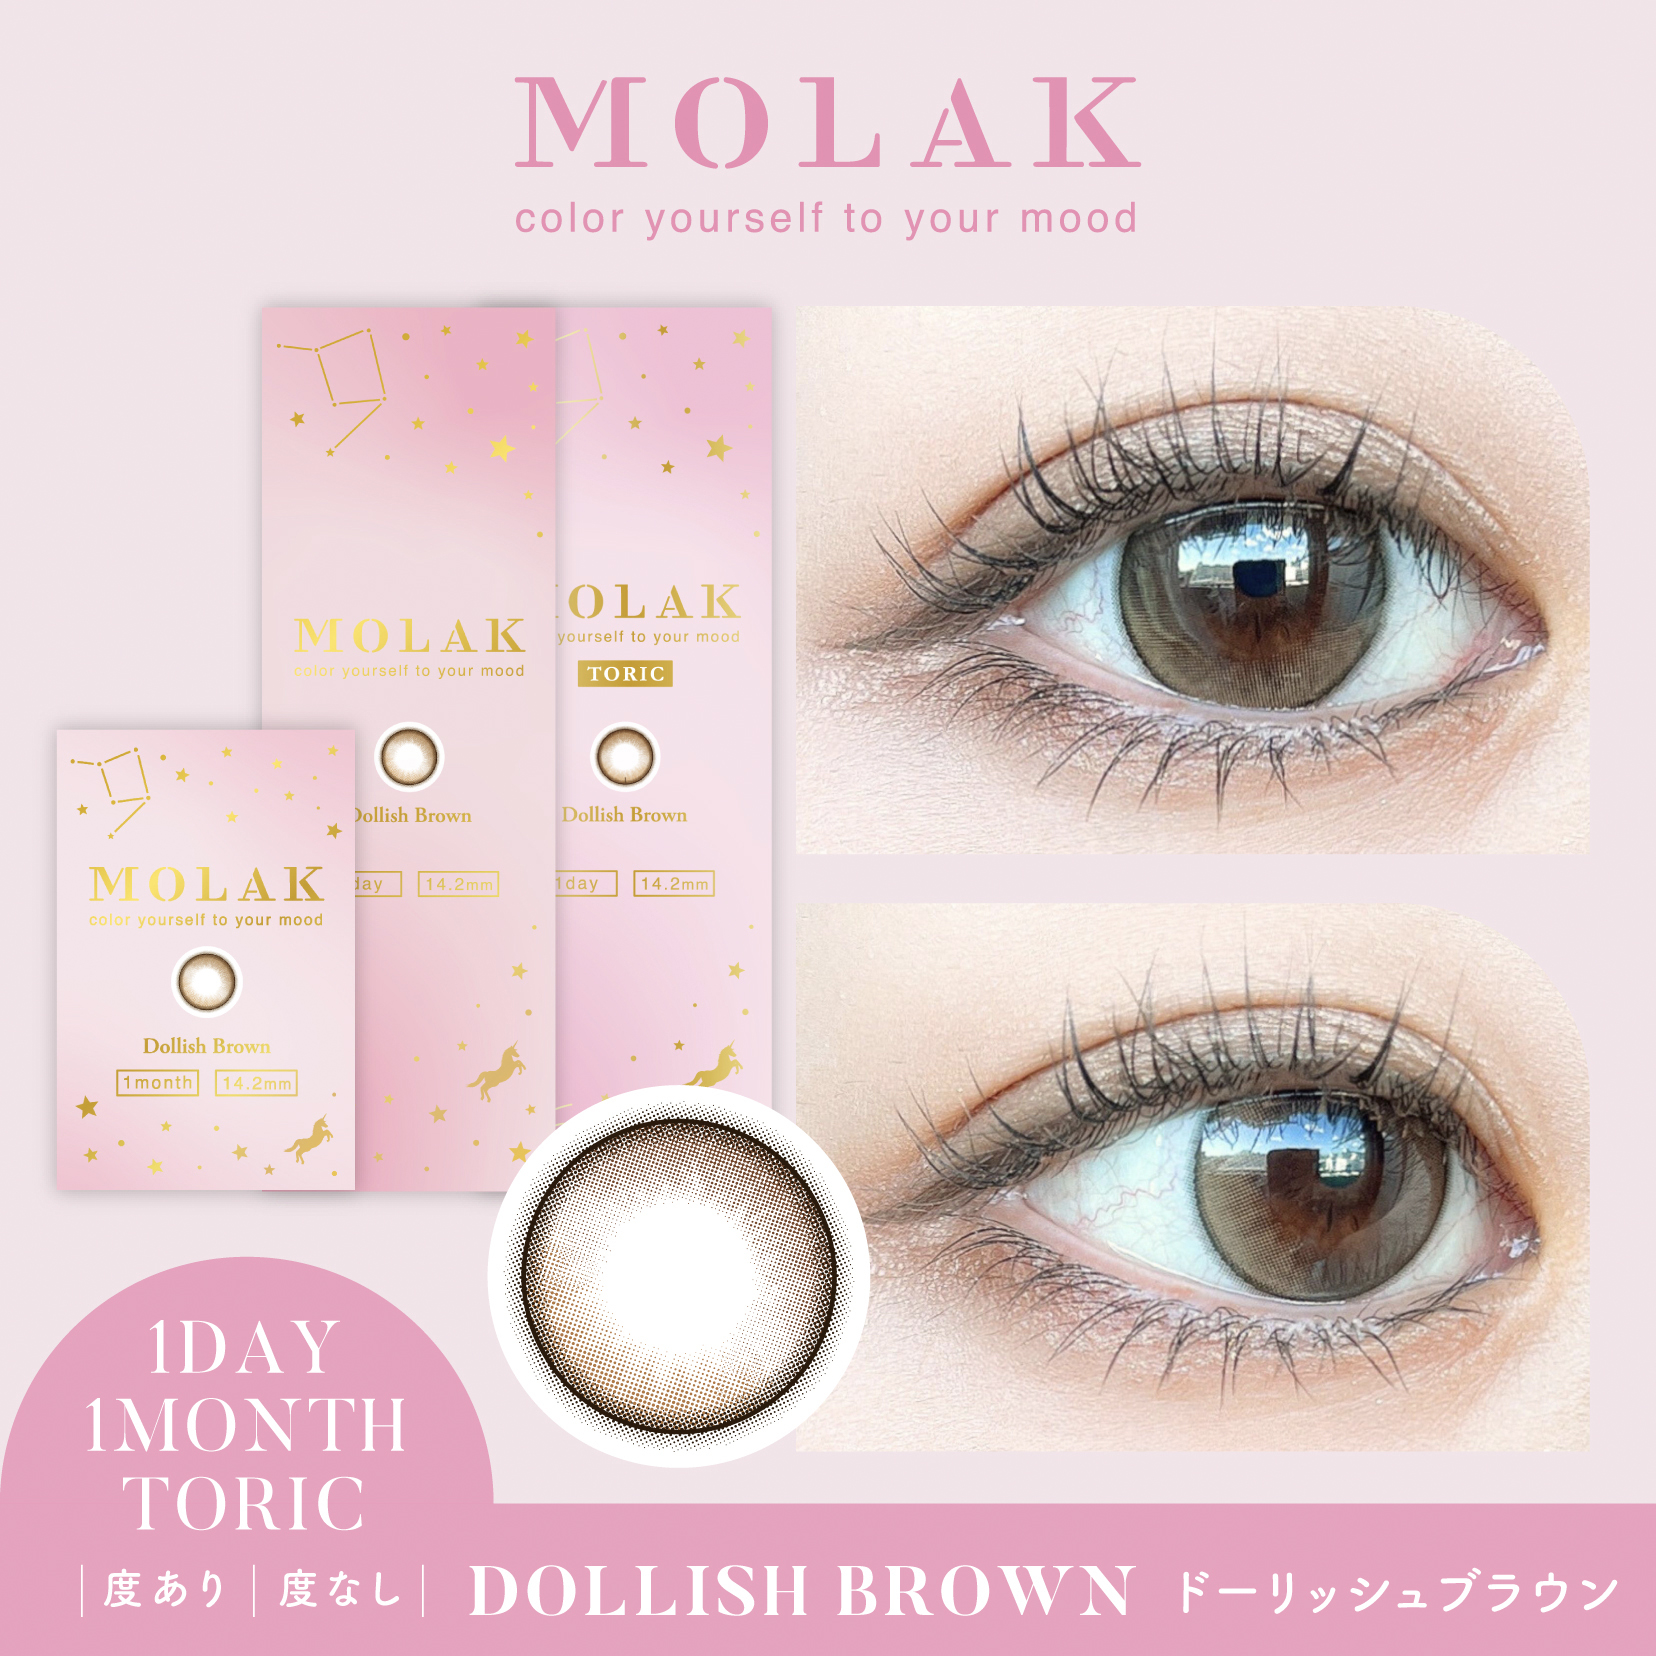 MOLAK
color yourself to your mood
MOLAK
color yourself to your mood
Dollish Brown
day
14.2mm
OLAK
yourself to your mood
TORIC
Dollish Brown
1day
14.2mm
MOLAK
color yourself to your mood
Dollish Brown
1month
14.2mm
1DAY
1MONTH
TORIC
度あり 度なし
DOLLISH BROWN ドーリッシュブラウン